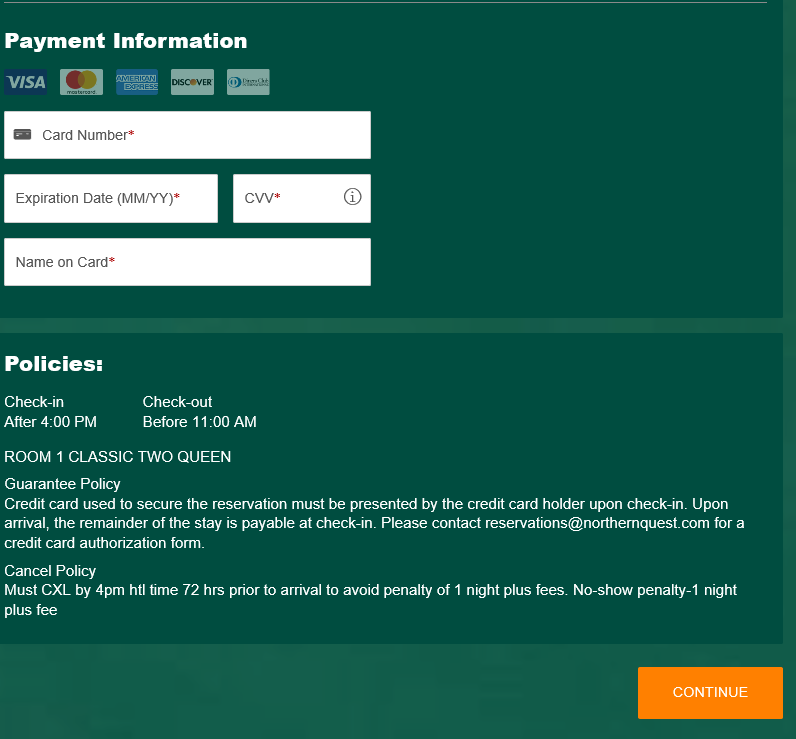 Payment Information
VISA mastercard AMERICAN EXPRESS DISCOVER Diners Club INTERNATIONAL
Card Number*
Expiration Date (MM/YY)* CVV*
Name on Card*
Policies:
Check-in Check-out
After 4:00 PM Before 11:00 AM
ROOM 1 CLASSIC TWO QUEEN
Guarantee Policy
Credit card used to secure the reservation must be presented by the credit card holder upon check-in. Upon
arrival, the remainder of the stay is payable at check-in. Please contact reservations@northernquest.com for a
credit card authorization form.
Cancel Policy
Must CXL by 4pm htl time 72 hrs prior to arrival to avoid penalty of 1 night plus fees. No-show penalty-1 night
plus fee
CONTINUE